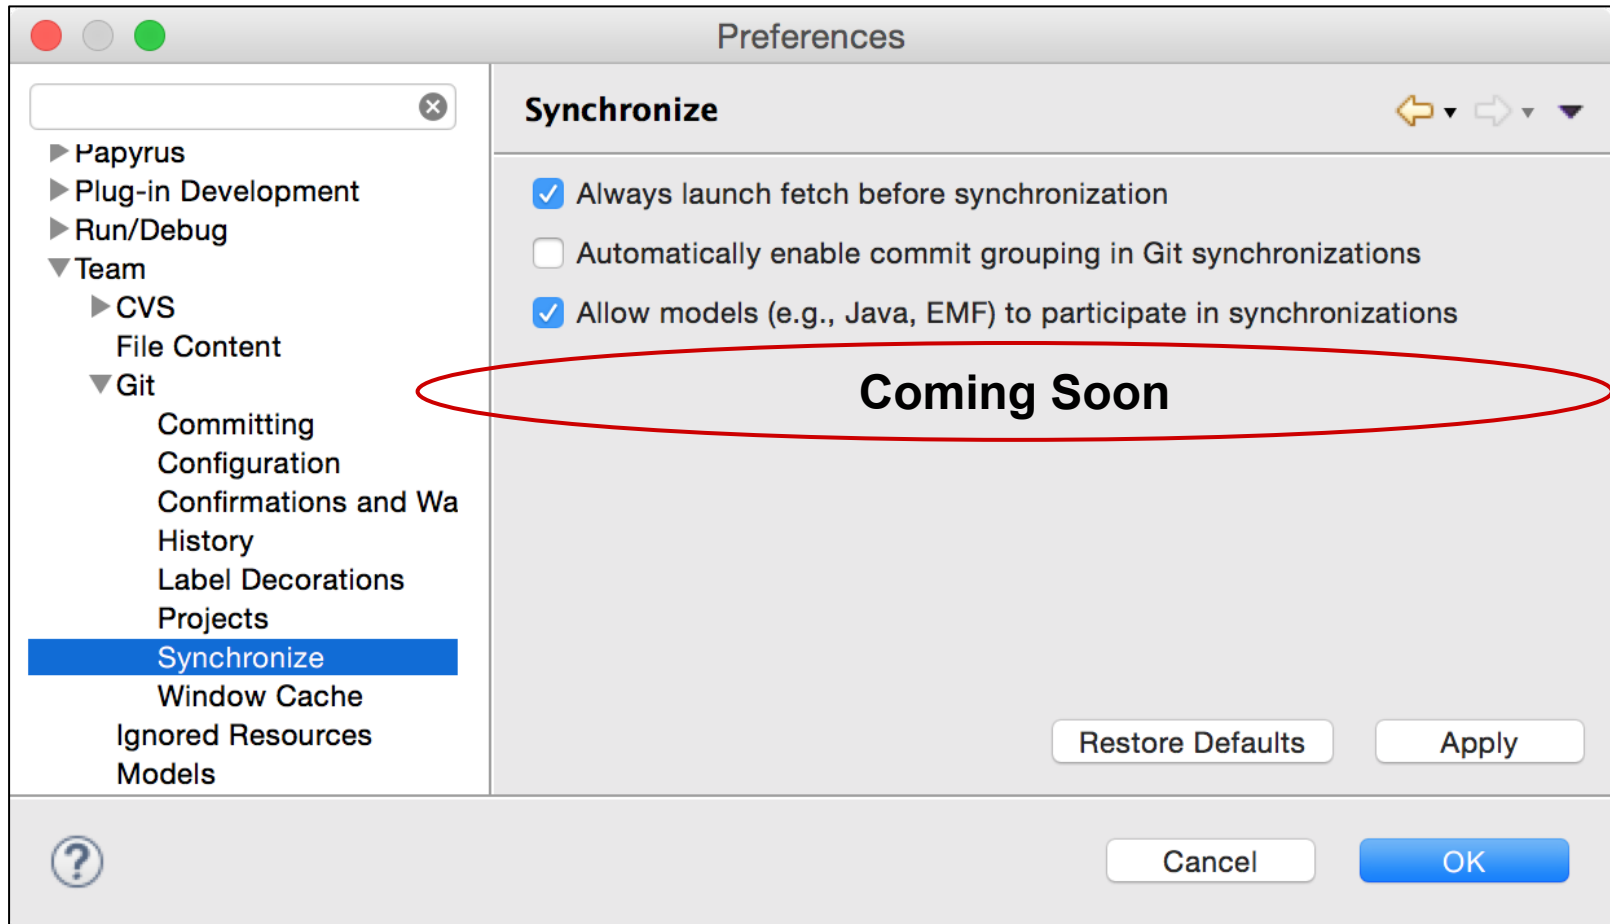 Preferences
Papyrus
Plug-in Development
Run/Debug
Team
CVS
File Content
Git
Committing
Configuration
Confirmations and Wa
History
Label Decorations
Projects
Synchronize
Window Cache
Ignored Resources
Models
Synchronize
Always launch fetch before synchronization
Automatically enable commit grouping in Git synchronizations
Allow models (e.g., Java, EMF) to participate in synchronizations
Coming Soon
Restore Defaults
Apply
?
Cancel
OK